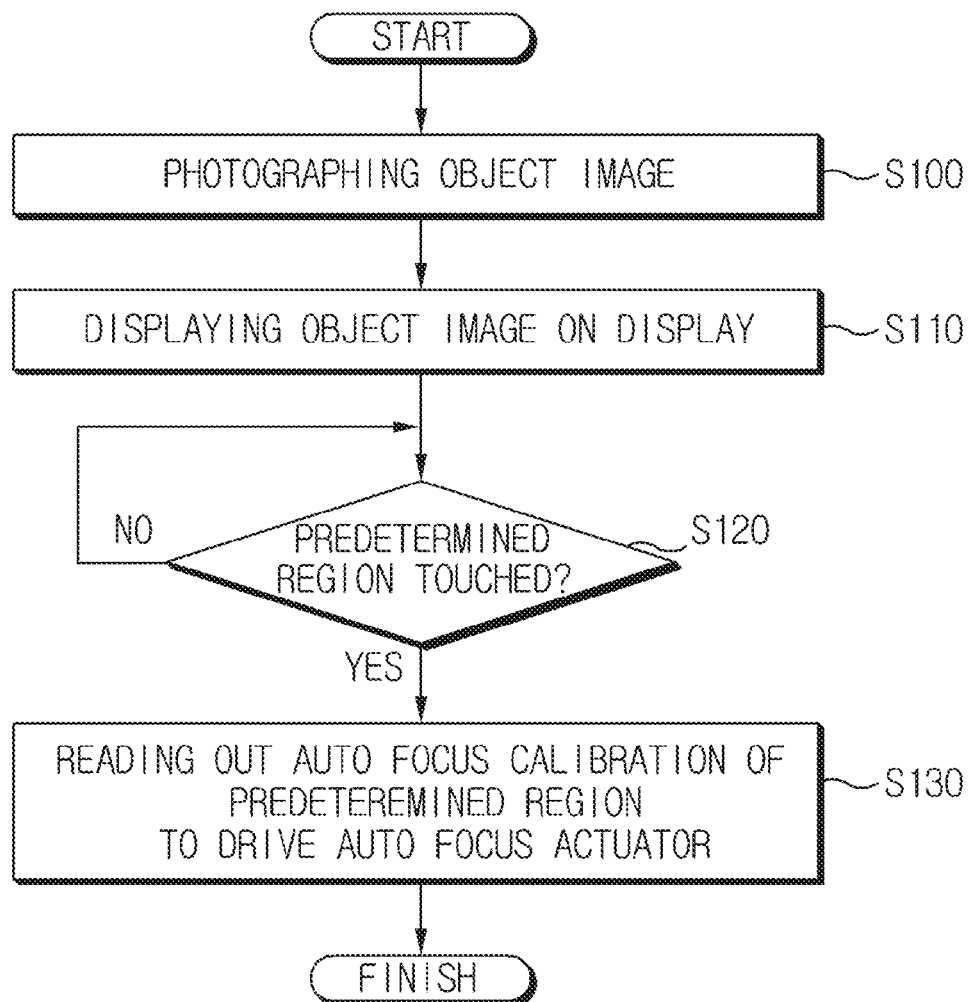 START
PHOTOGRAPHING OBJECT IMAGE
S100
DISPLAYING OBJECT IMAGE ON DISPLAY
S110
NO
PREDETERMINED
REGION TOUCHED?
S120
YES
READING OUT AUTO FOCUS CALIBRATION OF
PREDETEREMINED REGION
TO DRIVE AUTO FOCUS ACTUATOR
S130
FINISH